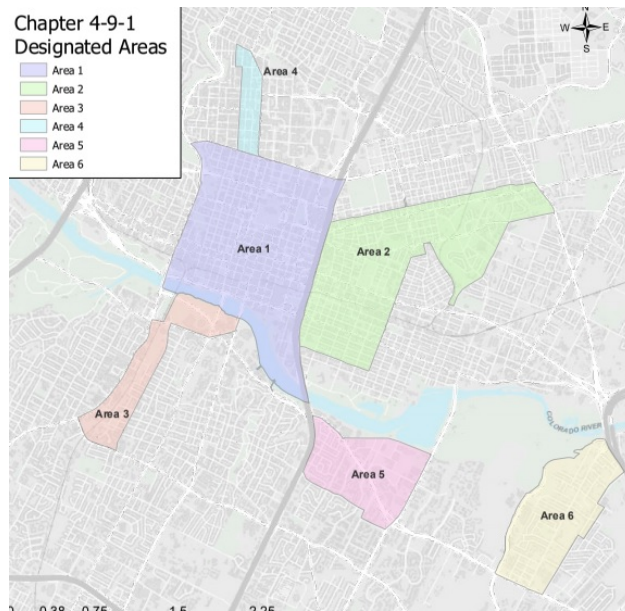 Chapter 4-9-1
Designated Areas
Area 1
Area 2
Area 3
Area 4
Area 5
Area 6
N
W
E
S
Area 4
Area 1
Area 2
Area 3
COLORADO RIVER
Area 5
Area 6
0 0.38 0.75 1.5 2.25